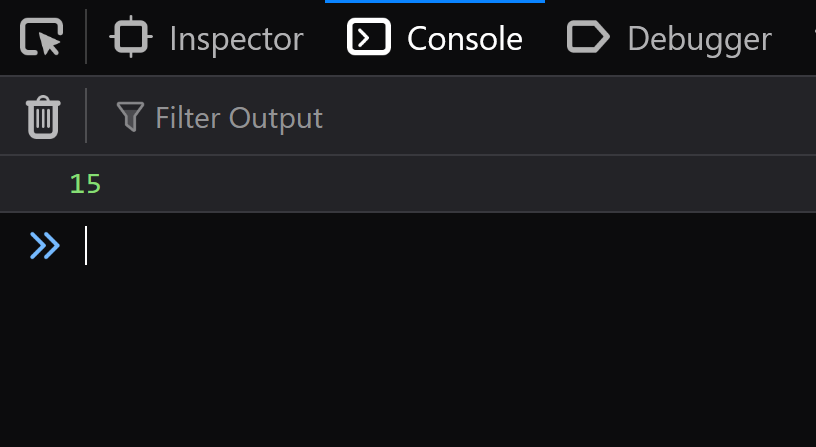 Inspector Console Debugger
Filter Output
15